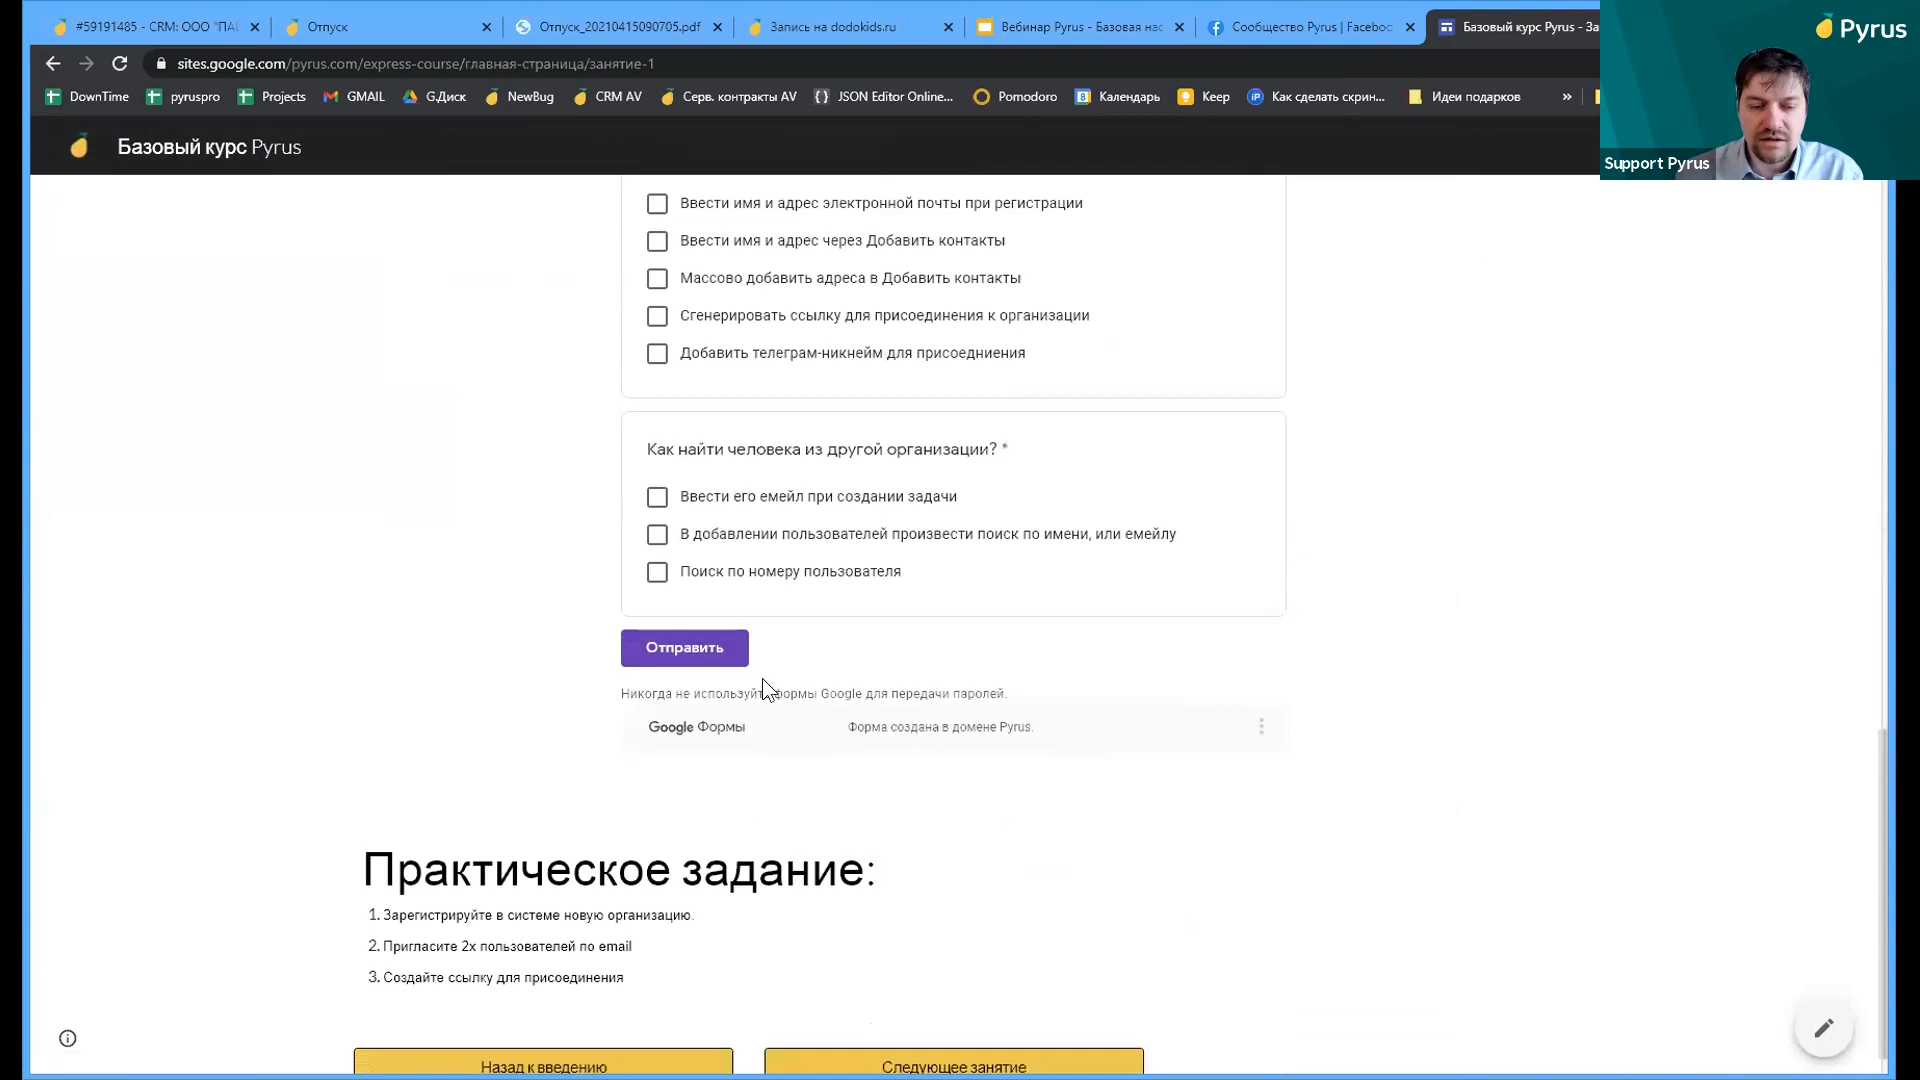 #59191485 - CRM: ООО "ПА
Отпуск
Отпуск_20210415090705.pdf
Запись на dodokids.ru
Вебинар Pyrus - Базовая нас
Сообщество Pyrus | Faceboo
Базовый курс Pyrus - За
Pyrus
sites.google.com/pyrus.com/express-course/главная-страница/занятие-1
DownTime
pyruspro
Projects
GMAIL
G.Диск
NewBug
CRM AV
Серв. контракты AV
JSON Editor Online...
Pomodoro
Календарь
Keep
Как сделать скрин...
Идеи подарков
»
Базовый курс Pyrus
Support Pyrus
Ввести имя и адрес электронной почты при регистрации
Ввести имя и адрес через Добавить контакты
Массово добавить адреса в Добавить контакты
Сгенерировать ссылку для присоединения к организации
Добавить телеграм-никнейм для присоедниения
Как найти человека из другой организации? *
Ввести его емейл при создании задачи
В добавлении пользователей произвести поиск по имени, или емейлу
Поиск по номеру пользователя
Отправить
Никогда не используйте формы Google для передачи паролей.
Google Формы
Форма создана в домене Pyrus.
Практическое задание:
1. Зарегистрируйте в системе новую организацию.
2. Пригласите 2х пользователей по email
3. Создайте ссылку для присоединения
Назад к введению
Следующее занятие